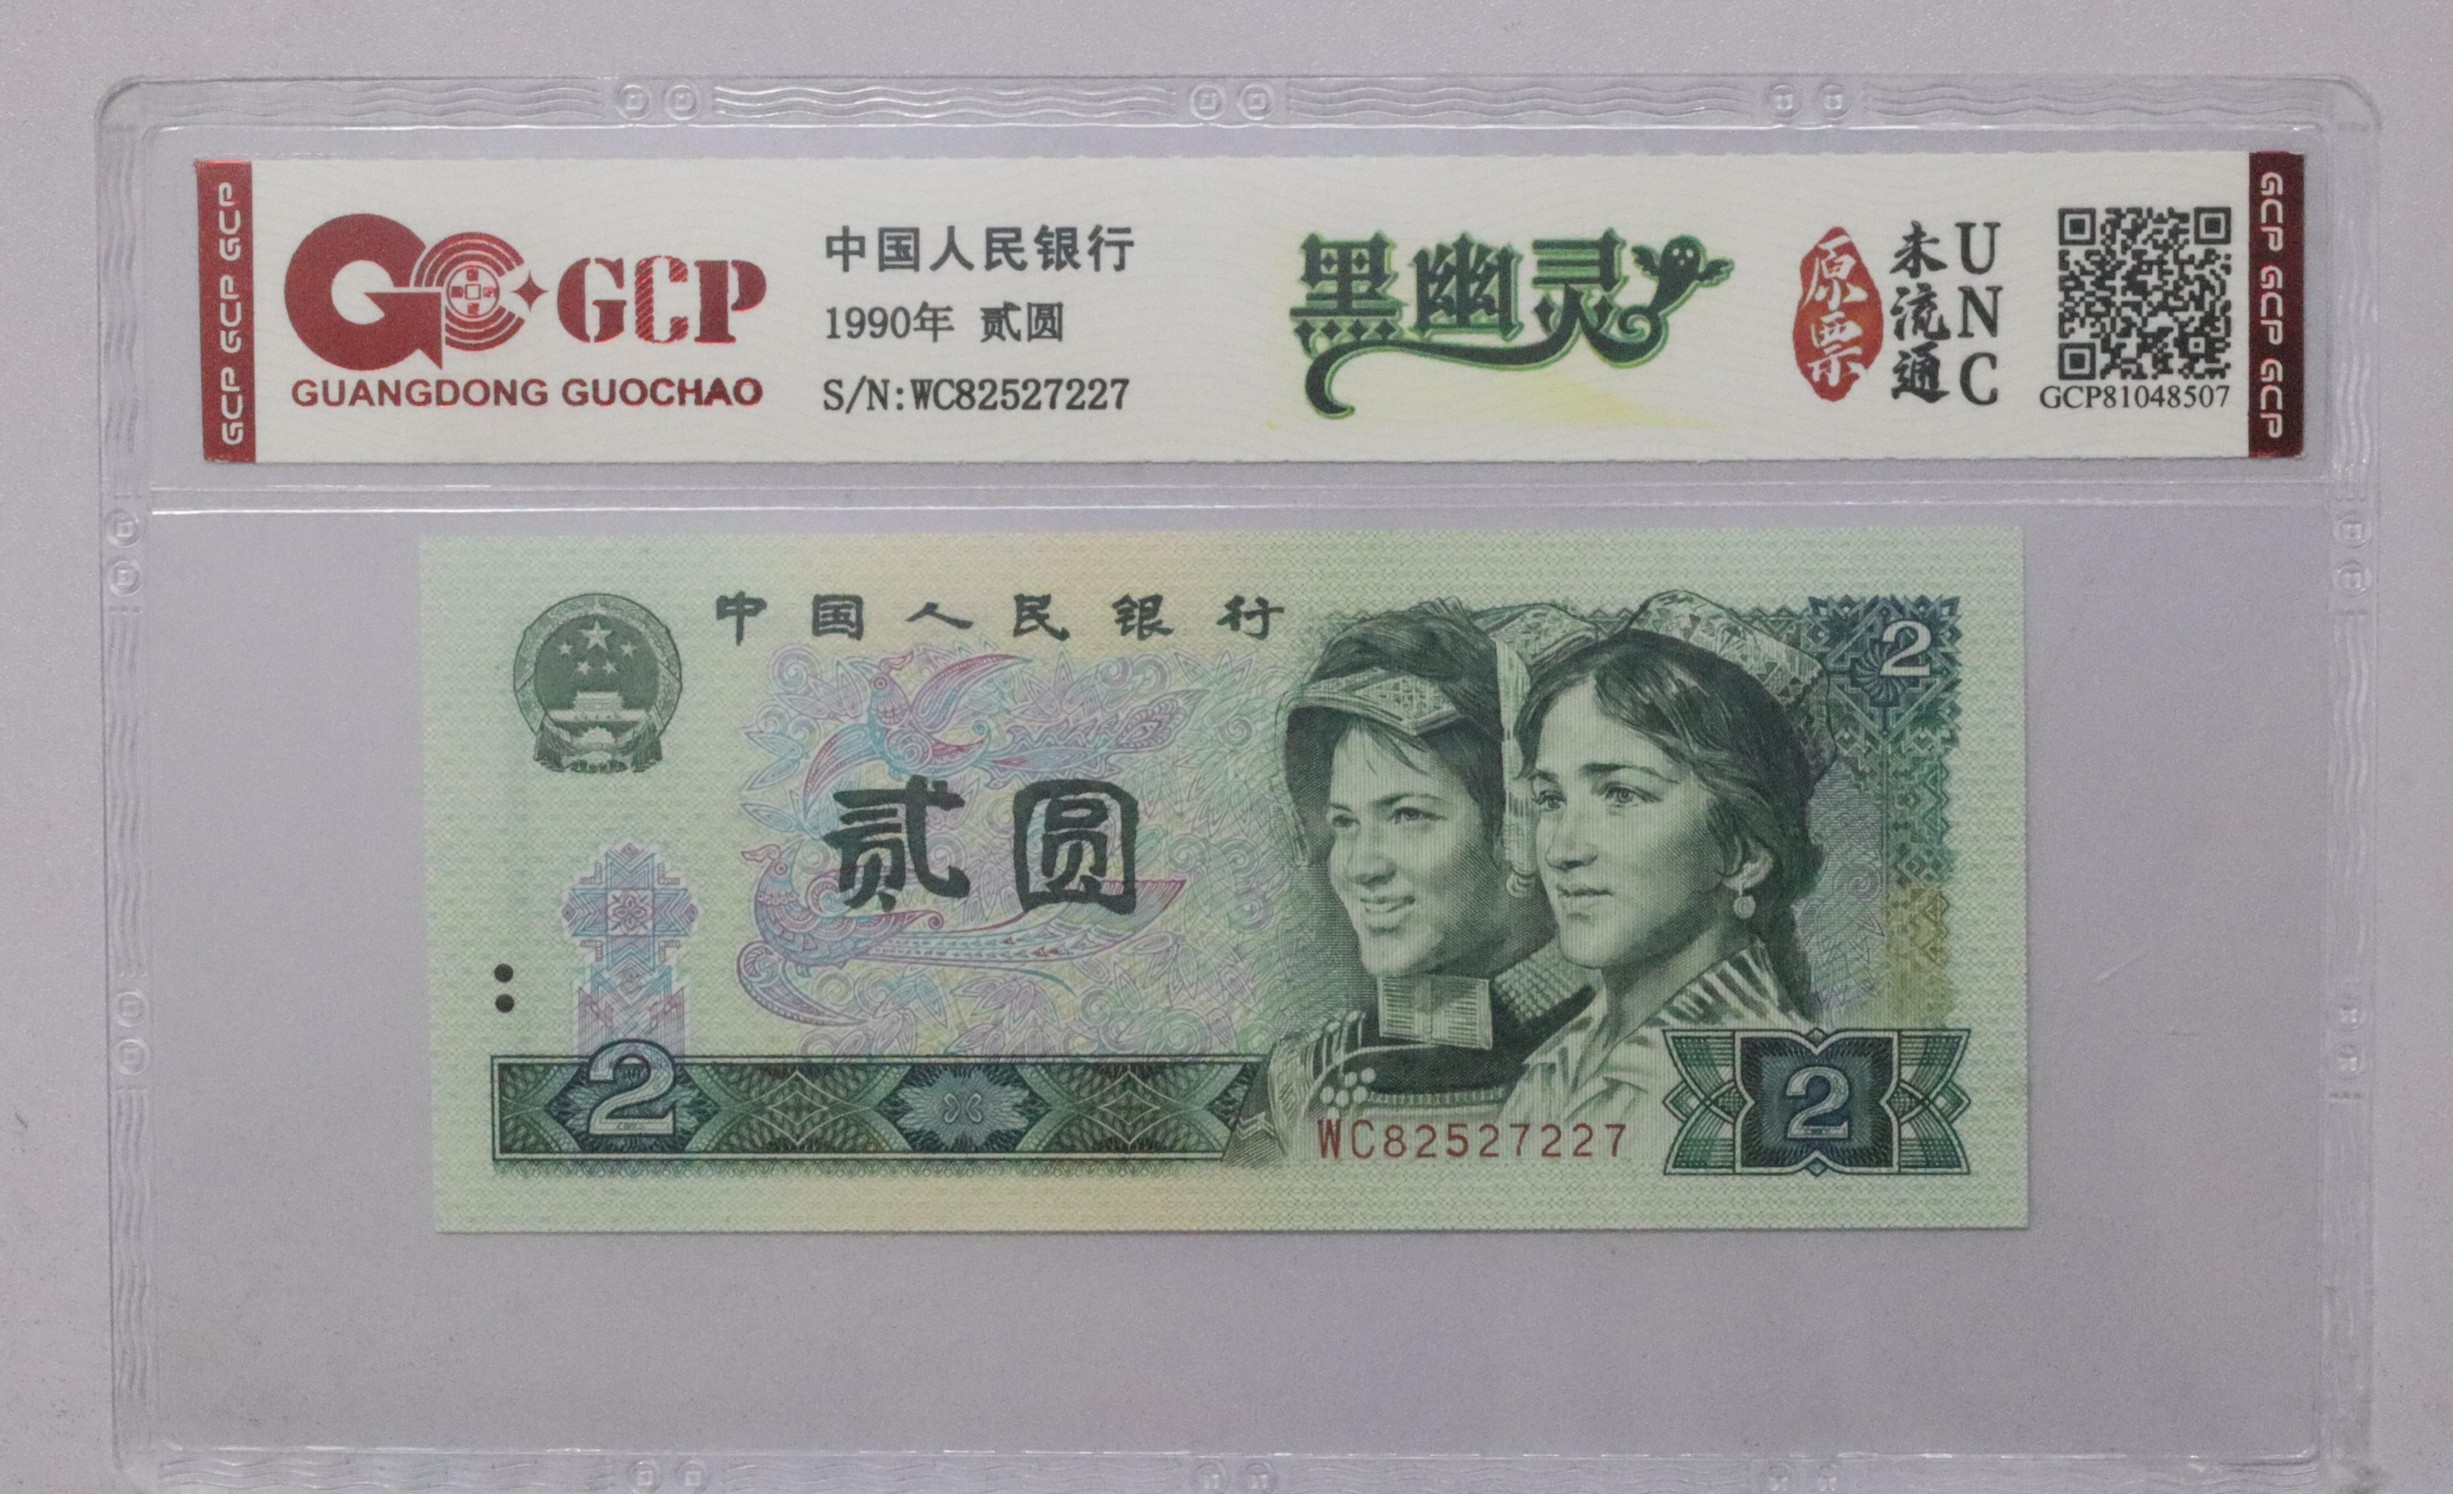 GCP GCP GCP GCP
GCP
GUANGDONG GUOCHAO
中国人民银行
1990年 贰圆
S/N:WC82527227
黑幽灵
原票
未流通
UNC
GCP81048507
GCP GCP GCP GCP
中国人民银行
2
贰圆
2
WC82527227
2